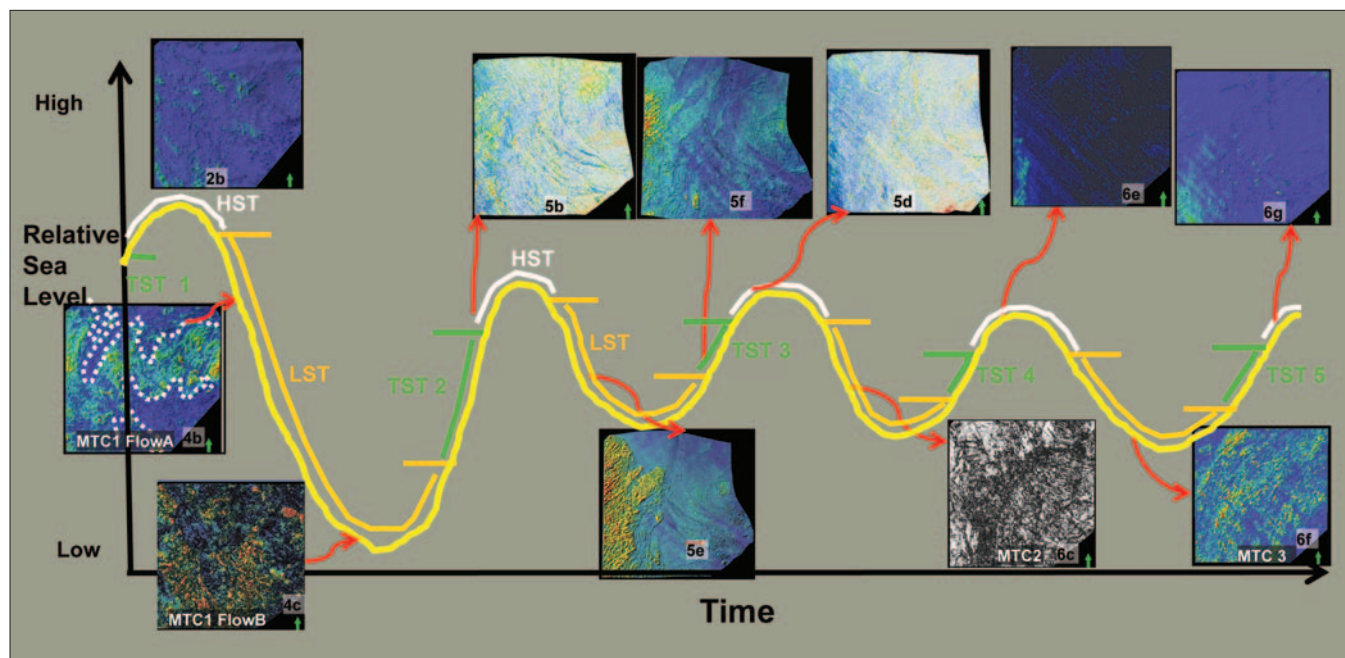 High
2b
HST
5b
5f
5d
6e
6g
Relative
Sea
Level
TST 1
HST
LST
TST 2
LST
TST 3
TST 4
TST 5
4b
MTC1 FlowA
Low
4c
MTC1 FlowB
5e
MTC2
6c
6f
MTC 3
Time